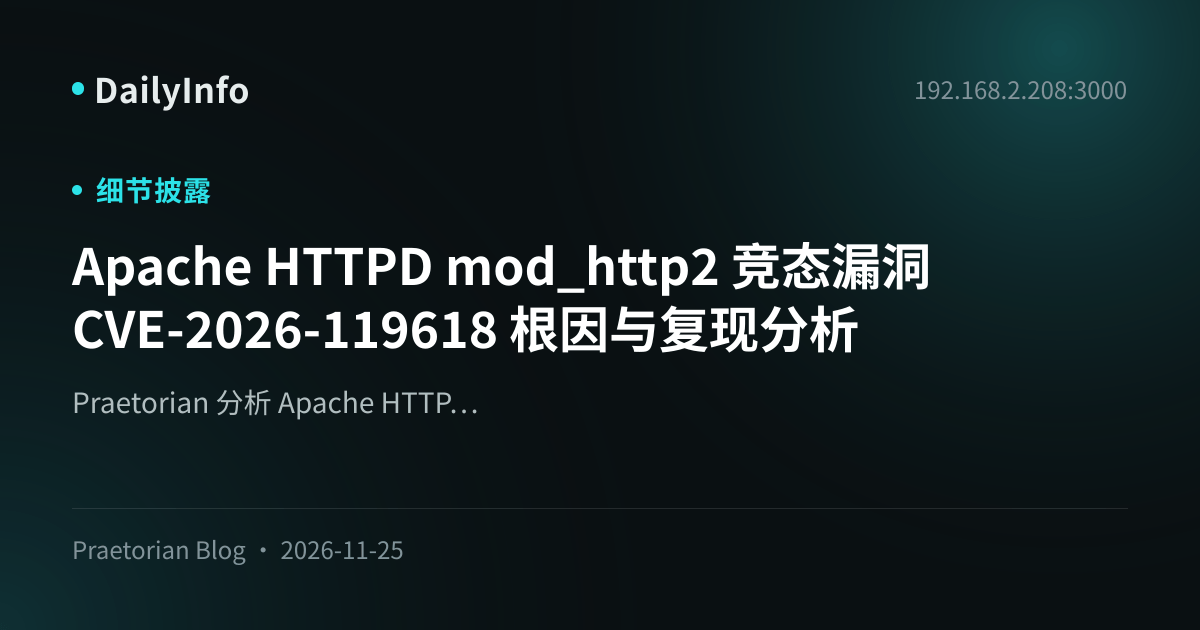 DailyInfo
192.168.2.208:3000
细节披露
Apache HTTPD mod_http2 竞态漏洞
CVE-2026-119618 根因与复现分析
Praetorian 分析 Apache HTTP…
Praetorian Blog · 2026-11-25